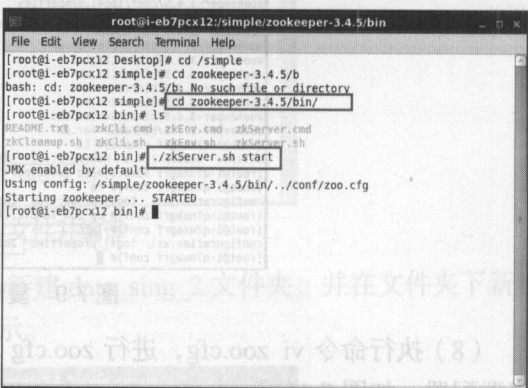 root@i-eb7pcx12:/simple/zookeeper-3.4.5/bin
File Edit View Search Terminal Help
[root@i-eb7pcx12 Desktop]# cd /simple
[root@i-eb7pcx12 simple]# cd zookeeper-3.4.5/b
bash: cd: zookeeper-3.4.5/b: No such file or directory
[root@i-eb7pcx12 simple]# cd zookeeper-3.4.5/bin/
[root@i-eb7pcx12 bin]# ls
README.txt zkCli.cmd zkEnv.cmd zkServer.cmd
zkCleanup.sh zkCli.sh zkEnv.sh zkServer.sh
[root@i-eb7pcx12 bin]# ./zkServer.sh start
JMX enabled by default
Using config: /simple/zookeeper-3.4.5/bin/../conf/zoo.cfg
Starting zookeeper ... STARTED
[root@i-eb7pcx12 bin]#
(8)执行命令 vi zoo.cfg,进行 zoo.cfg